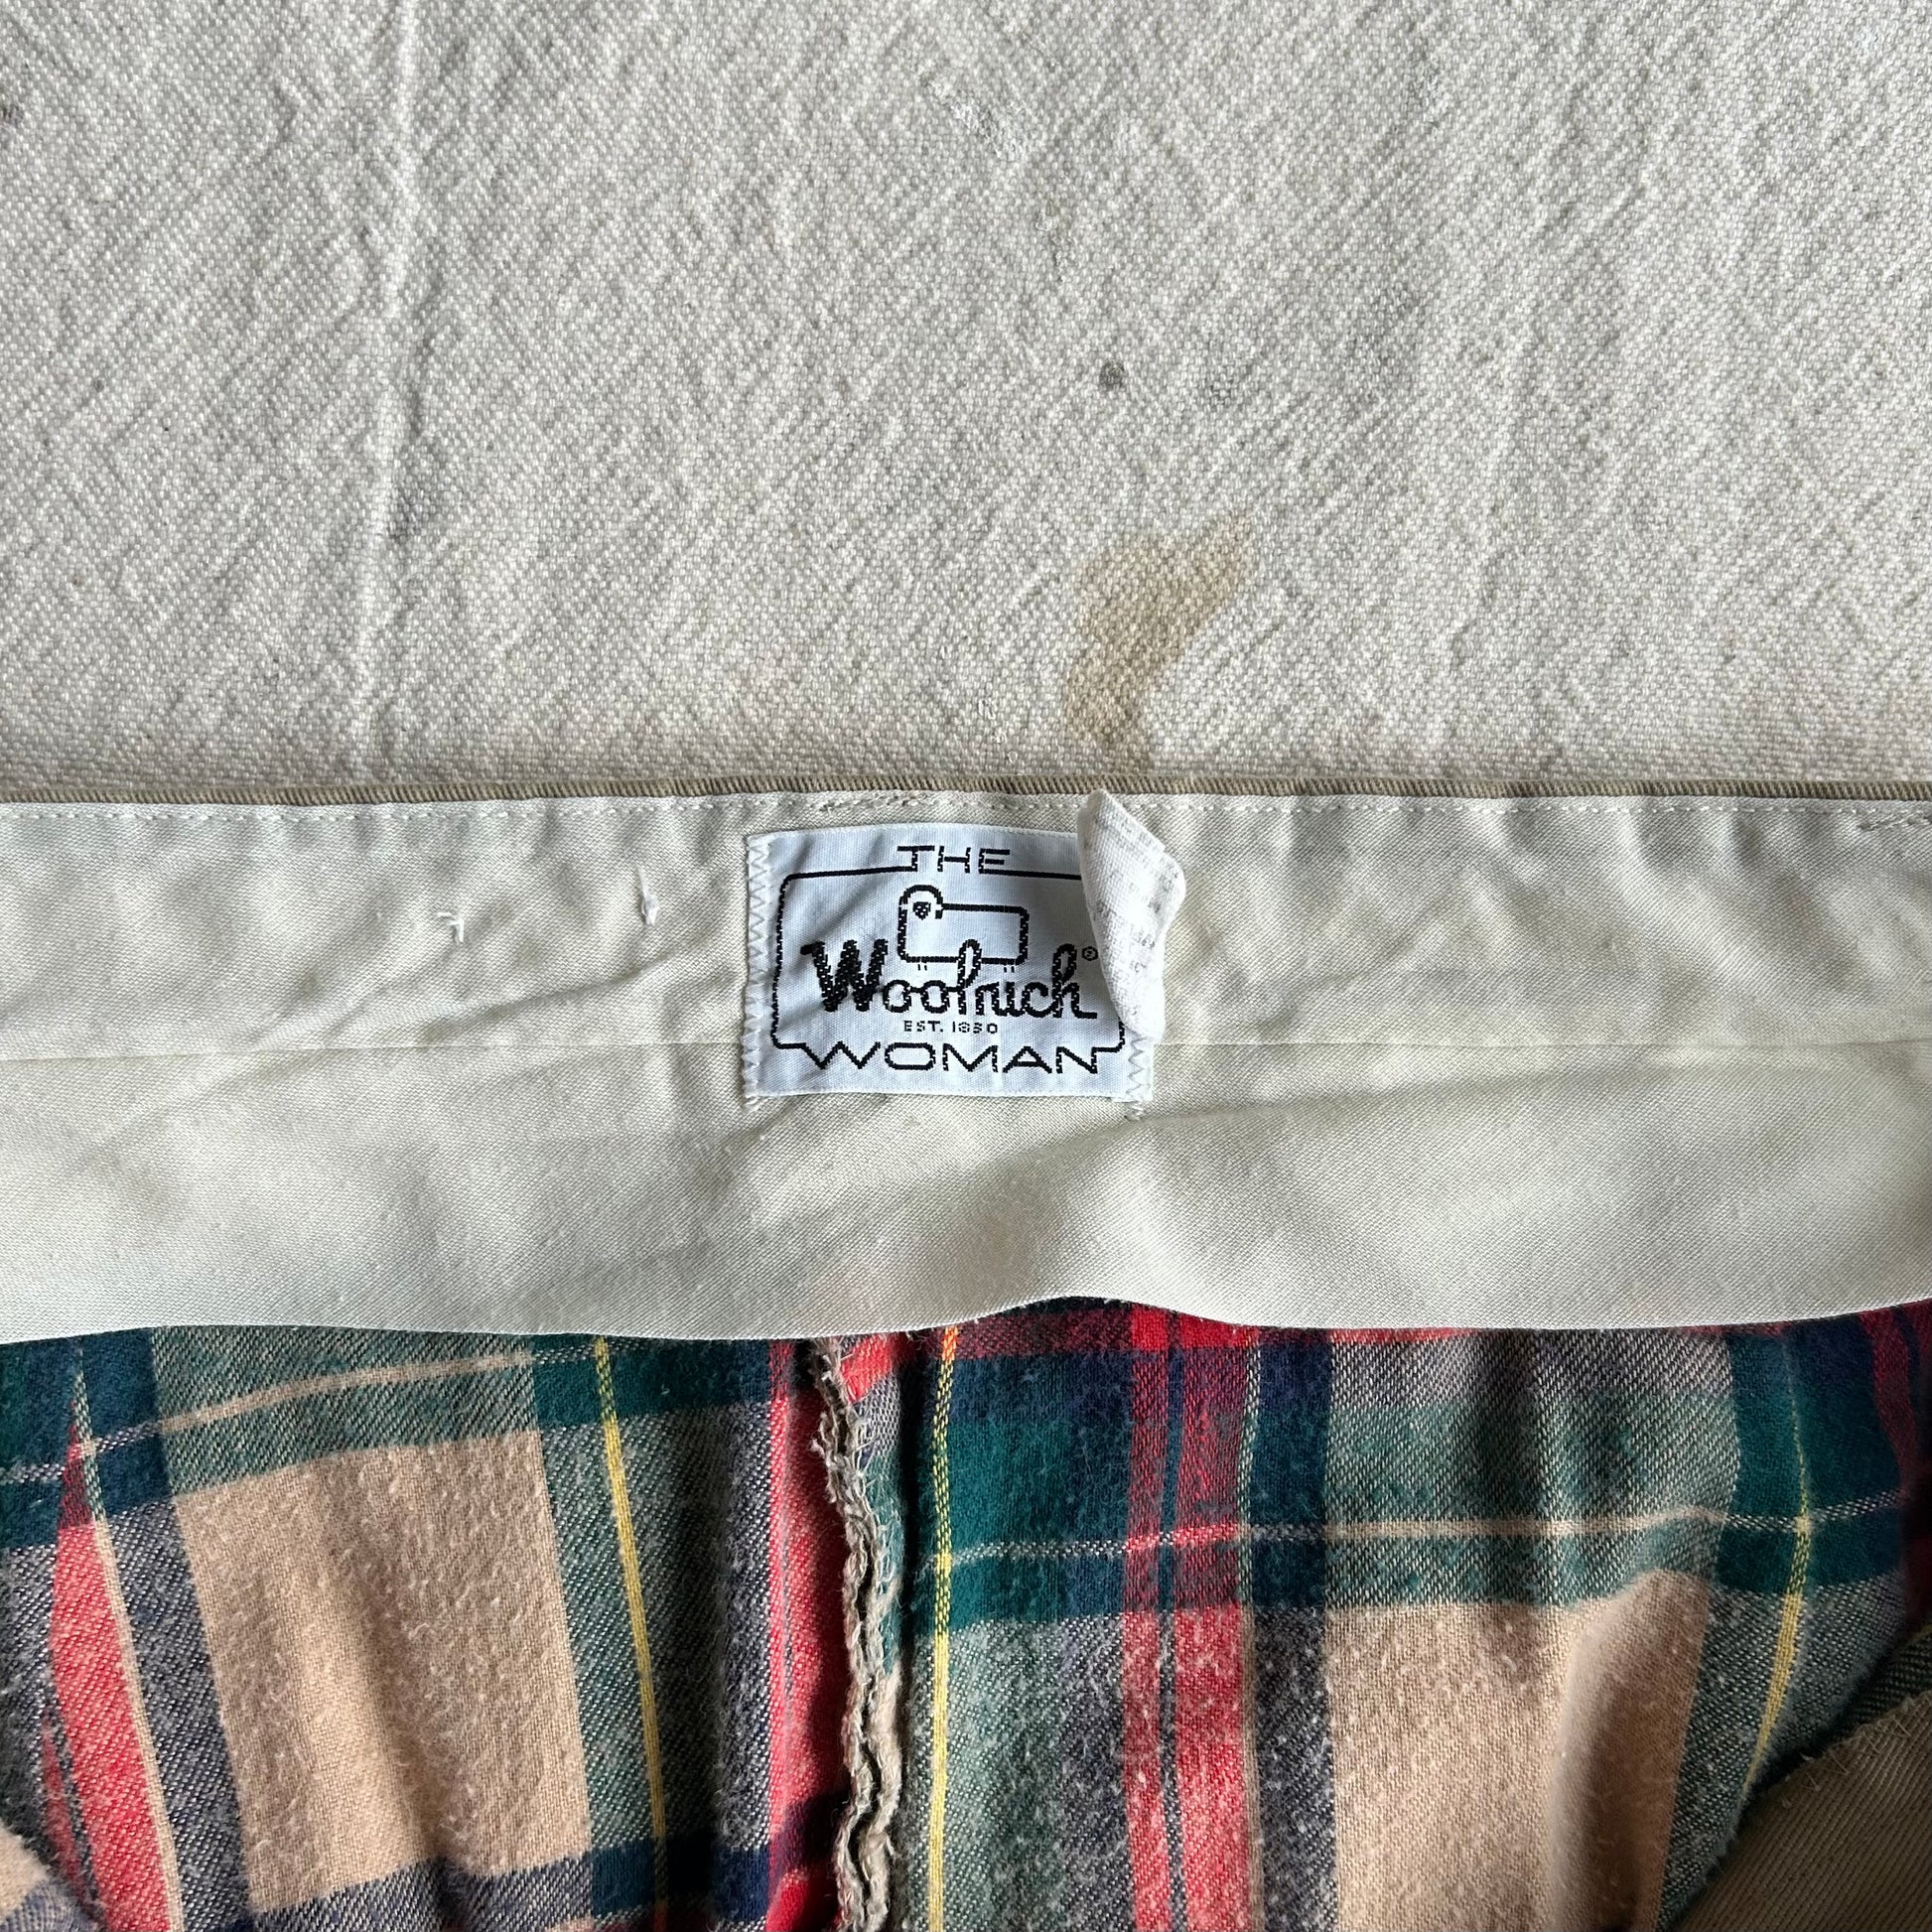 THE
Woolrich®
EST. 1830
WOMAN